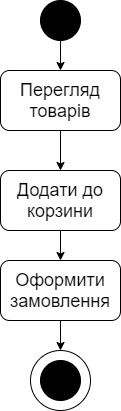 Перегляд
товарів
Додати до
корзини
Оформити
замовлення